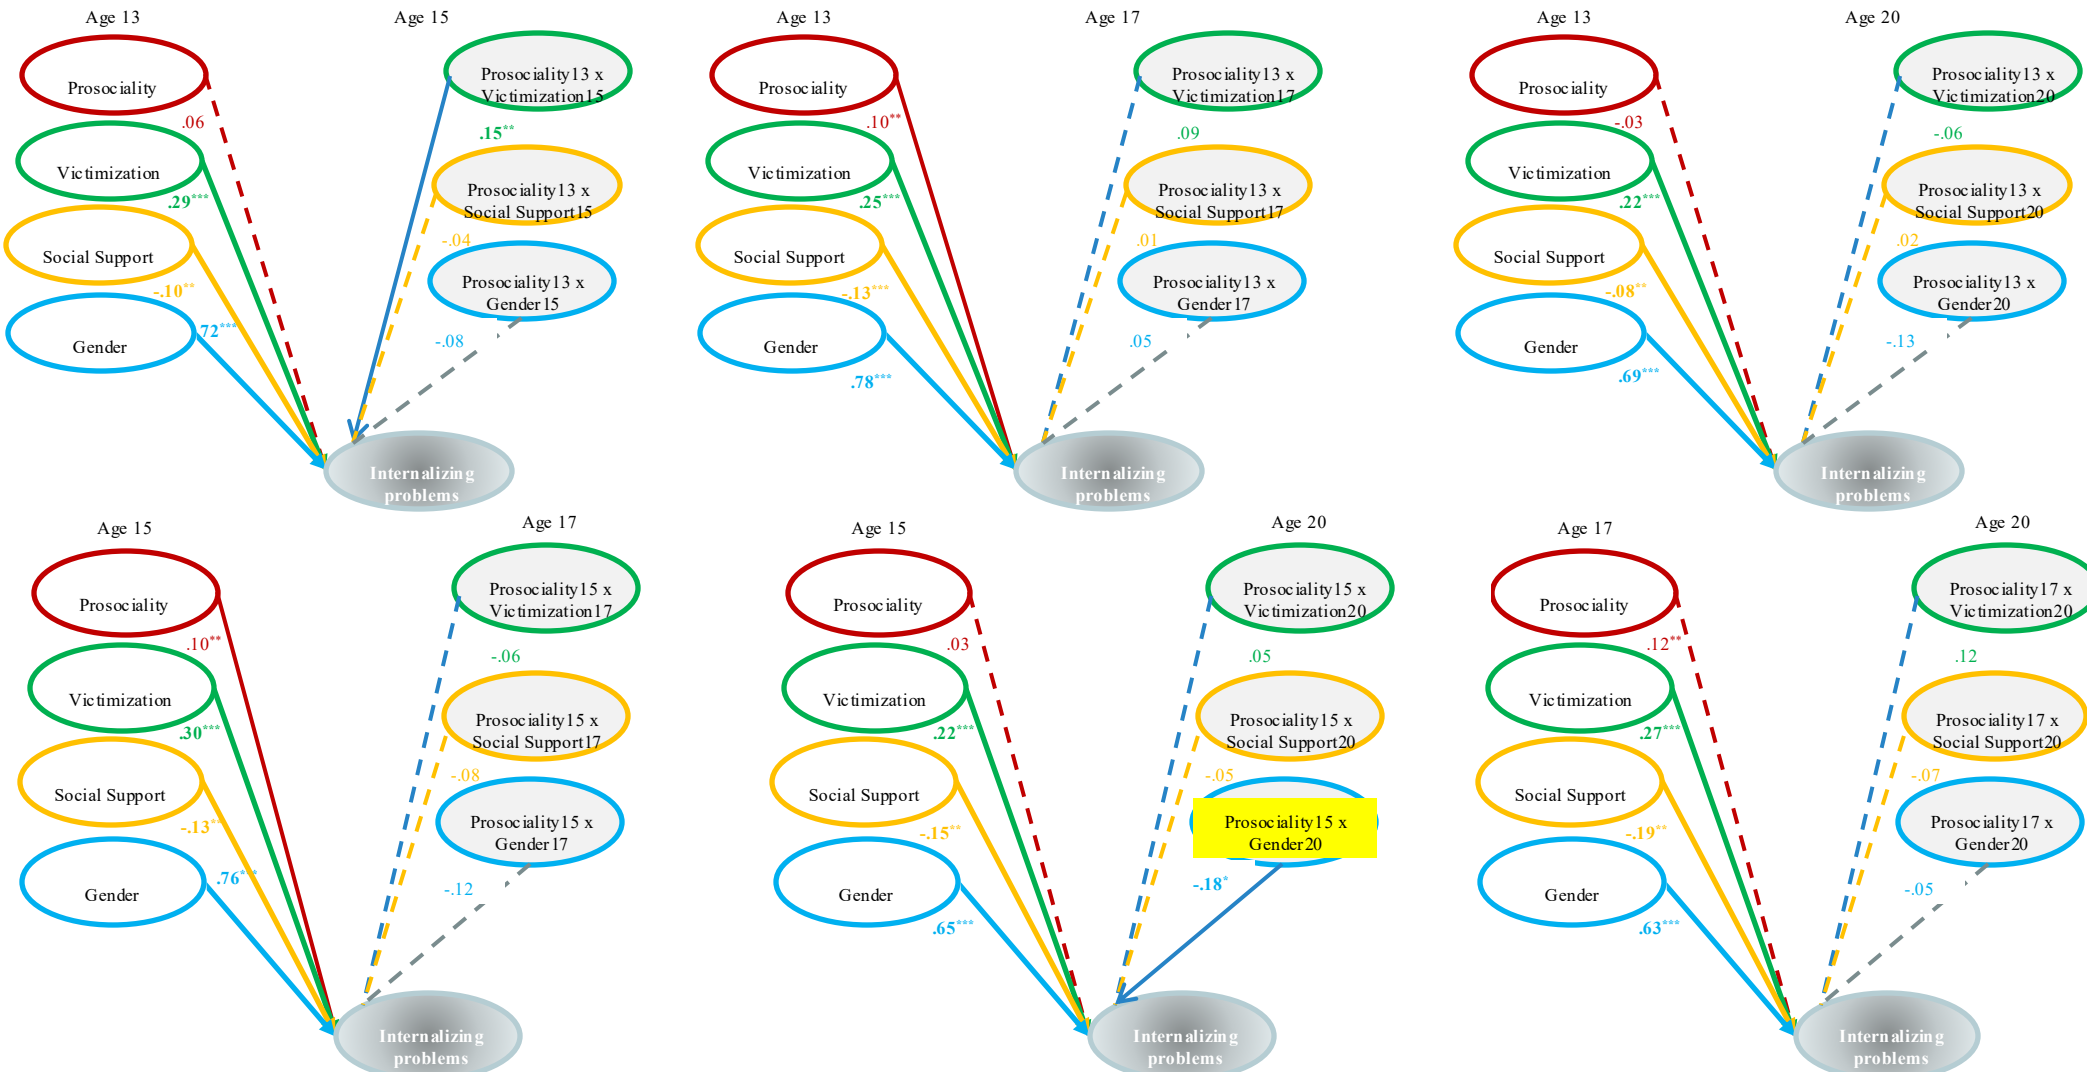 Age 13
Age 15
Prosociality
.06
Victimization
.29***
Social Support
-.10**
Gender
.72***
Prosociality13 x
Victimization15
.15**
Prosociality13 x
Social Support15
-.04
Prosociality13 x
Gender15
-.08
Internalizing
problems
Age 13
Age 17
Prosociality
.10**
Victimization
.25***
Social Support
-.13***
Gender
.78***
Prosociality13 x
Victimization17
.09
Prosociality13 x
Social Support17
.01
Prosociality13 x
Gender17
.05
Internalizing
problems
Age 13
Age 20
Prosociality
-.03
Victimization
.22***
Social Support
-.08**
Gender
.69***
Prosociality13 x
Victimization20
-.06
Prosociality13 x
Social Support20
.02
Prosociality13 x
Gender20
-.13
Internalizing
problems
Age 15
Age 17
Prosociality
.10**
Victimization
.30***
Social Support
-.13**
Gender
.76***
Prosociality15 x
Victimization17
-.06
Prosociality15 x
Social Support17
-.08
Prosociality15 x
Gender17
-.12
Internalizing
problems
Age 15
Age 20
Prosociality
.03
Victimization
.22***
Social Support
-.15**
Gender
.65***
Prosociality15 x
Victimization20
.05
Prosociality15 x
Social Support20
-.05
Prosociality15 x
Gender20
-.18*
Internalizing
problems
Age 17
Age 20
Prosociality
.12**
Victimization
.27***
Social Support
-.19**
Gender
.63***
Prosociality17 x
Victimization20
.12
Prosociality17 x
Social Support20
-.07
Prosociality17 x
Gender20
-.05
Internalizing
problems